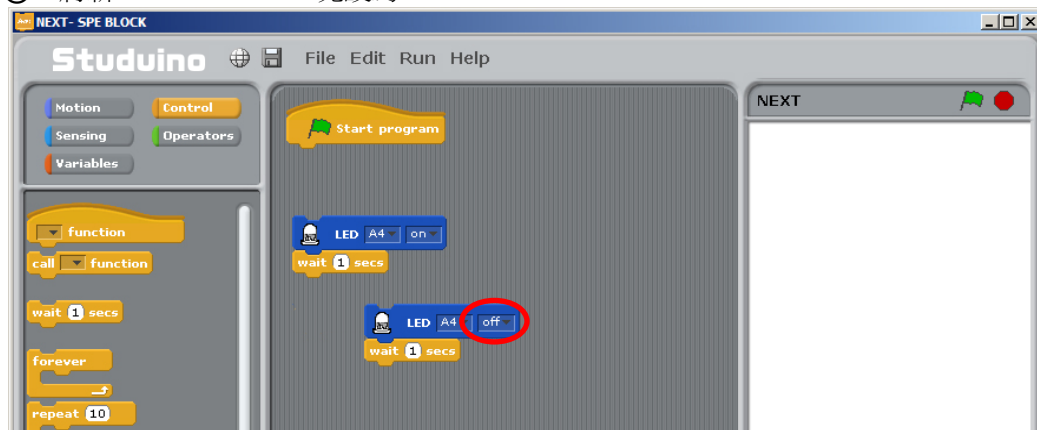 NEXT- SPE BLOCK
Studuino File Edit Run Help
Motion Control
Sensing Operators
Variables
function
call function
wait 1 secs
forever
repeat 10
Start program
LED A4 on
wait 1 secs
LED A4 off
wait 1 secs
NEXT